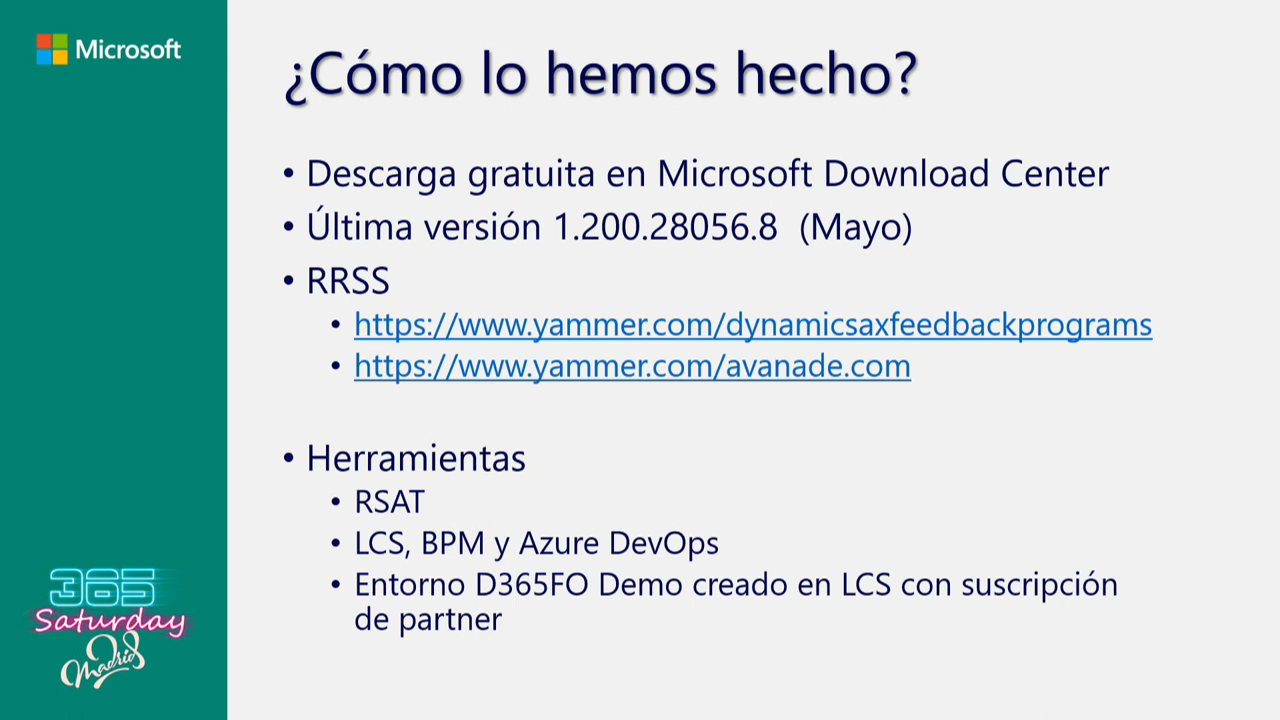 Microsoft
¿Cómo lo hemos hecho?
• Descarga gratuita en Microsoft Download Center
• Última versión 1.200.28056.8 (Mayo)
• RRSS
• https://www.yammer.com/dynamicsaxfeedbackprograms
• https://www.yammer.com/avanade.com
• Herramientas
• RSAT
• LCS, BPM y Azure DevOps
• Entorno D365FO Demo creado en LCS con suscripción
de partner
365
Saturday
Madrid